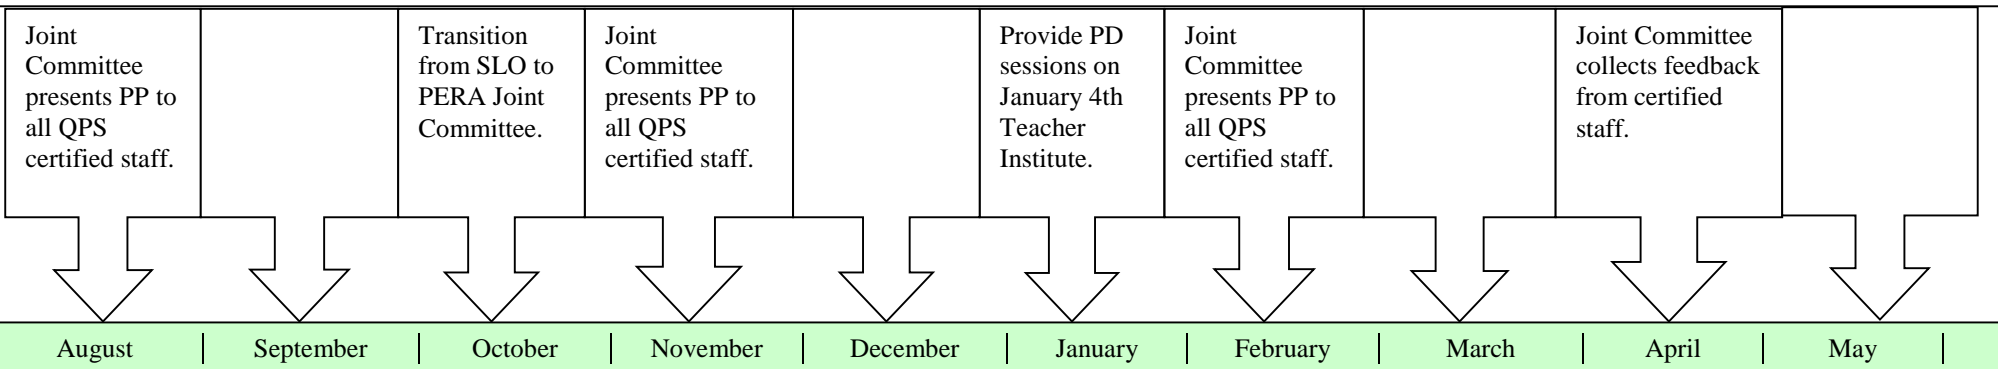 Joint
Committee
presents PP to
all QPS
certified staff.
Transition
from SLO to
PERA Joint
Committee.
Joint
Committee
presents PP to
all QPS
certified staff.
Provide PD
sessions on
January 4th
Teacher
Institute.
Joint
Committee
presents PP to
all QPS
certified staff.
Joint Committee
collects feedback
from certified
staff.
August | September | October | November | December | January | February | March | April | May |